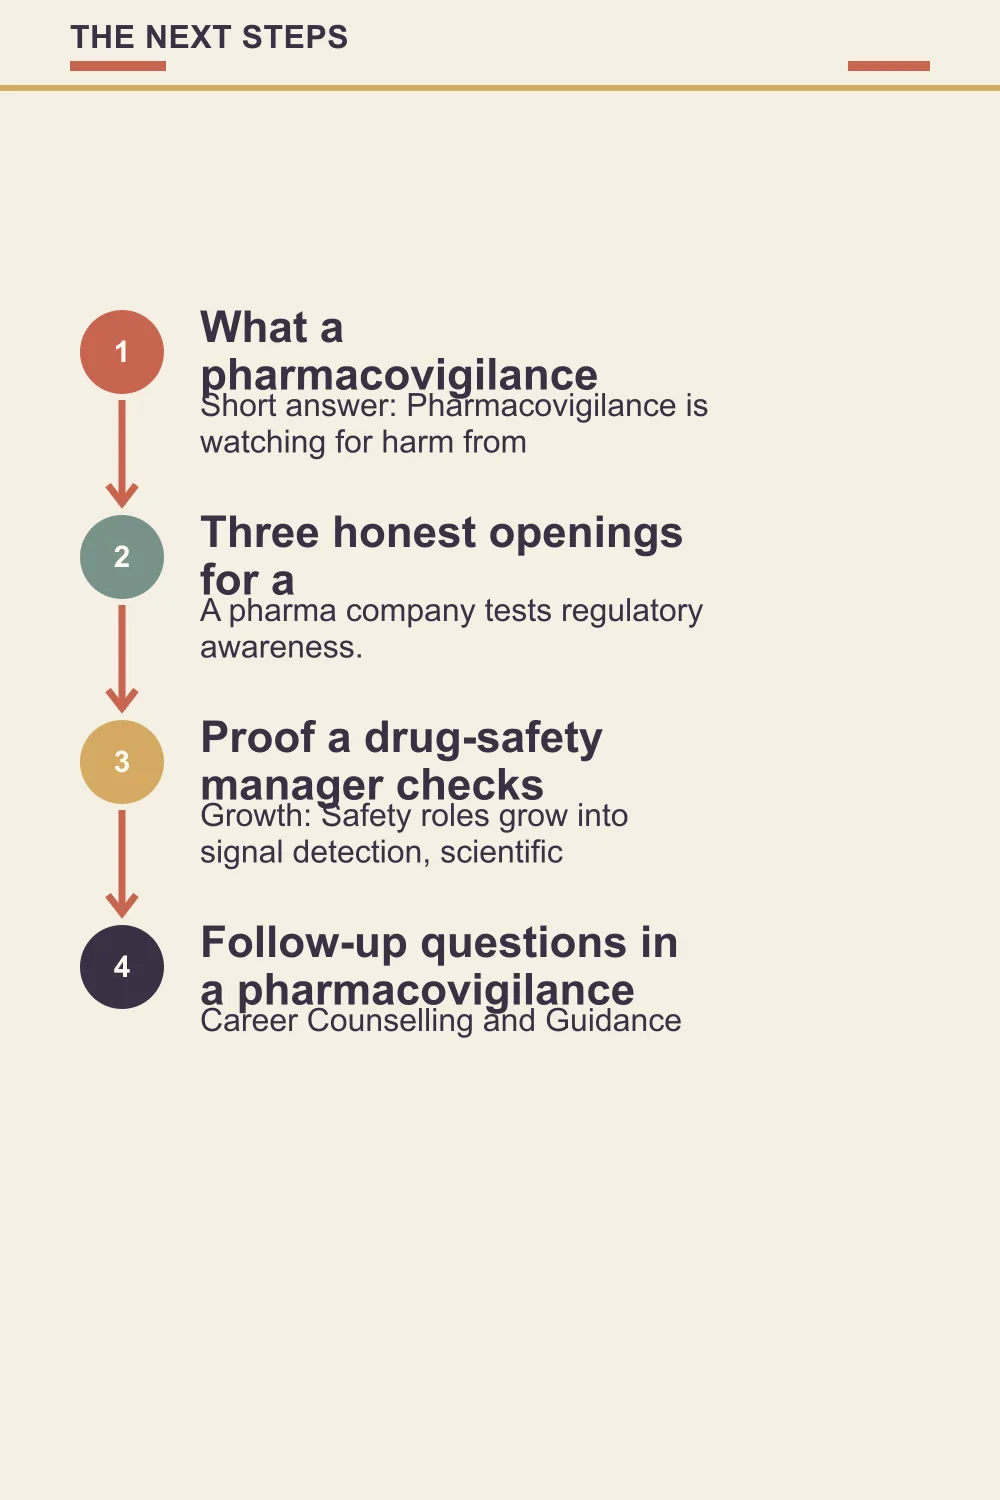 THE NEXT STEPS
1
What a
pharmacovigilance
Short answer: Pharmacovigilance is
watching for harm from
2
Three honest openings
for a
A pharma company tests regulatory
awareness.
3
Proof a drug-safety
manager checks
Growth: Safety roles grow into
signal detection, scientific
4
Follow-up questions in
a pharmacovigilance
Career Counselling and Guidance